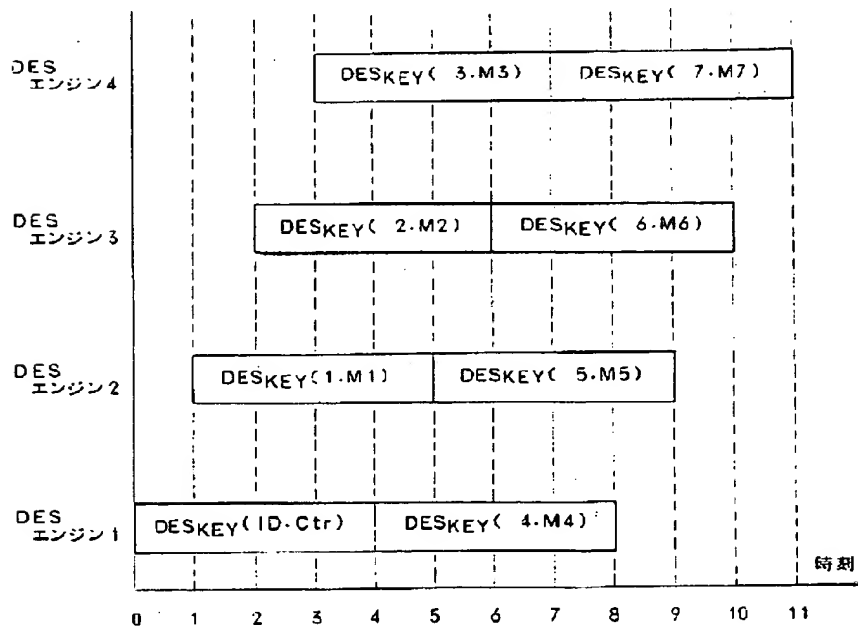 DES
エンジン4
DESKEY( 3.M3)
DESKEY( 7.M7)
DES
エンジン3
DESKEY( 2.M2)
DESKEY( 6.M6)
DES
エンジン2
DESKEY(1.M1)
DESKEY( 5.M5)
DES
エンジン1
DESKEY(ID.Ctr)
DESKEY( 4.M4)
時刻
0 1 2 3 4 5 6 7 8 9 10 11